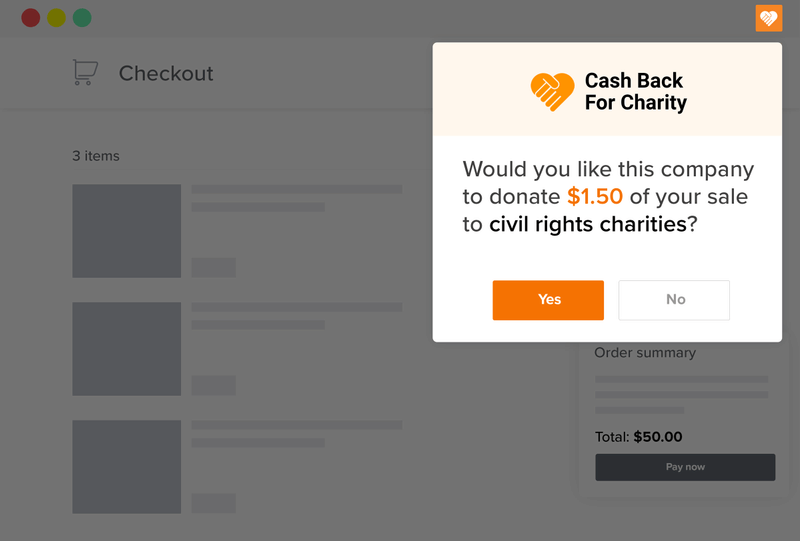 Checkout
3 items
Cash Back
For Charity
Would you like this company
to donate $1.50 of your sale
to civil rights charities?
Yes
No
Order summary
Total: $50.00
Pay now